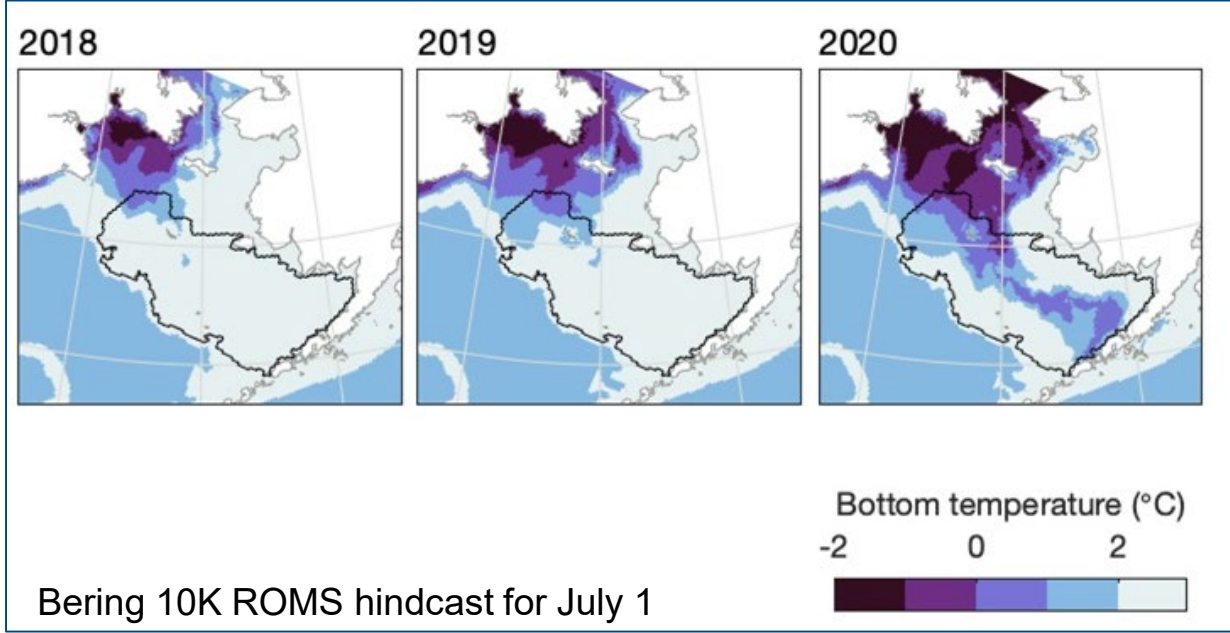 2018
2019
2020
Bottom temperature (°C)
-2 0 2
Bering 10K ROMS hindcast for July 1